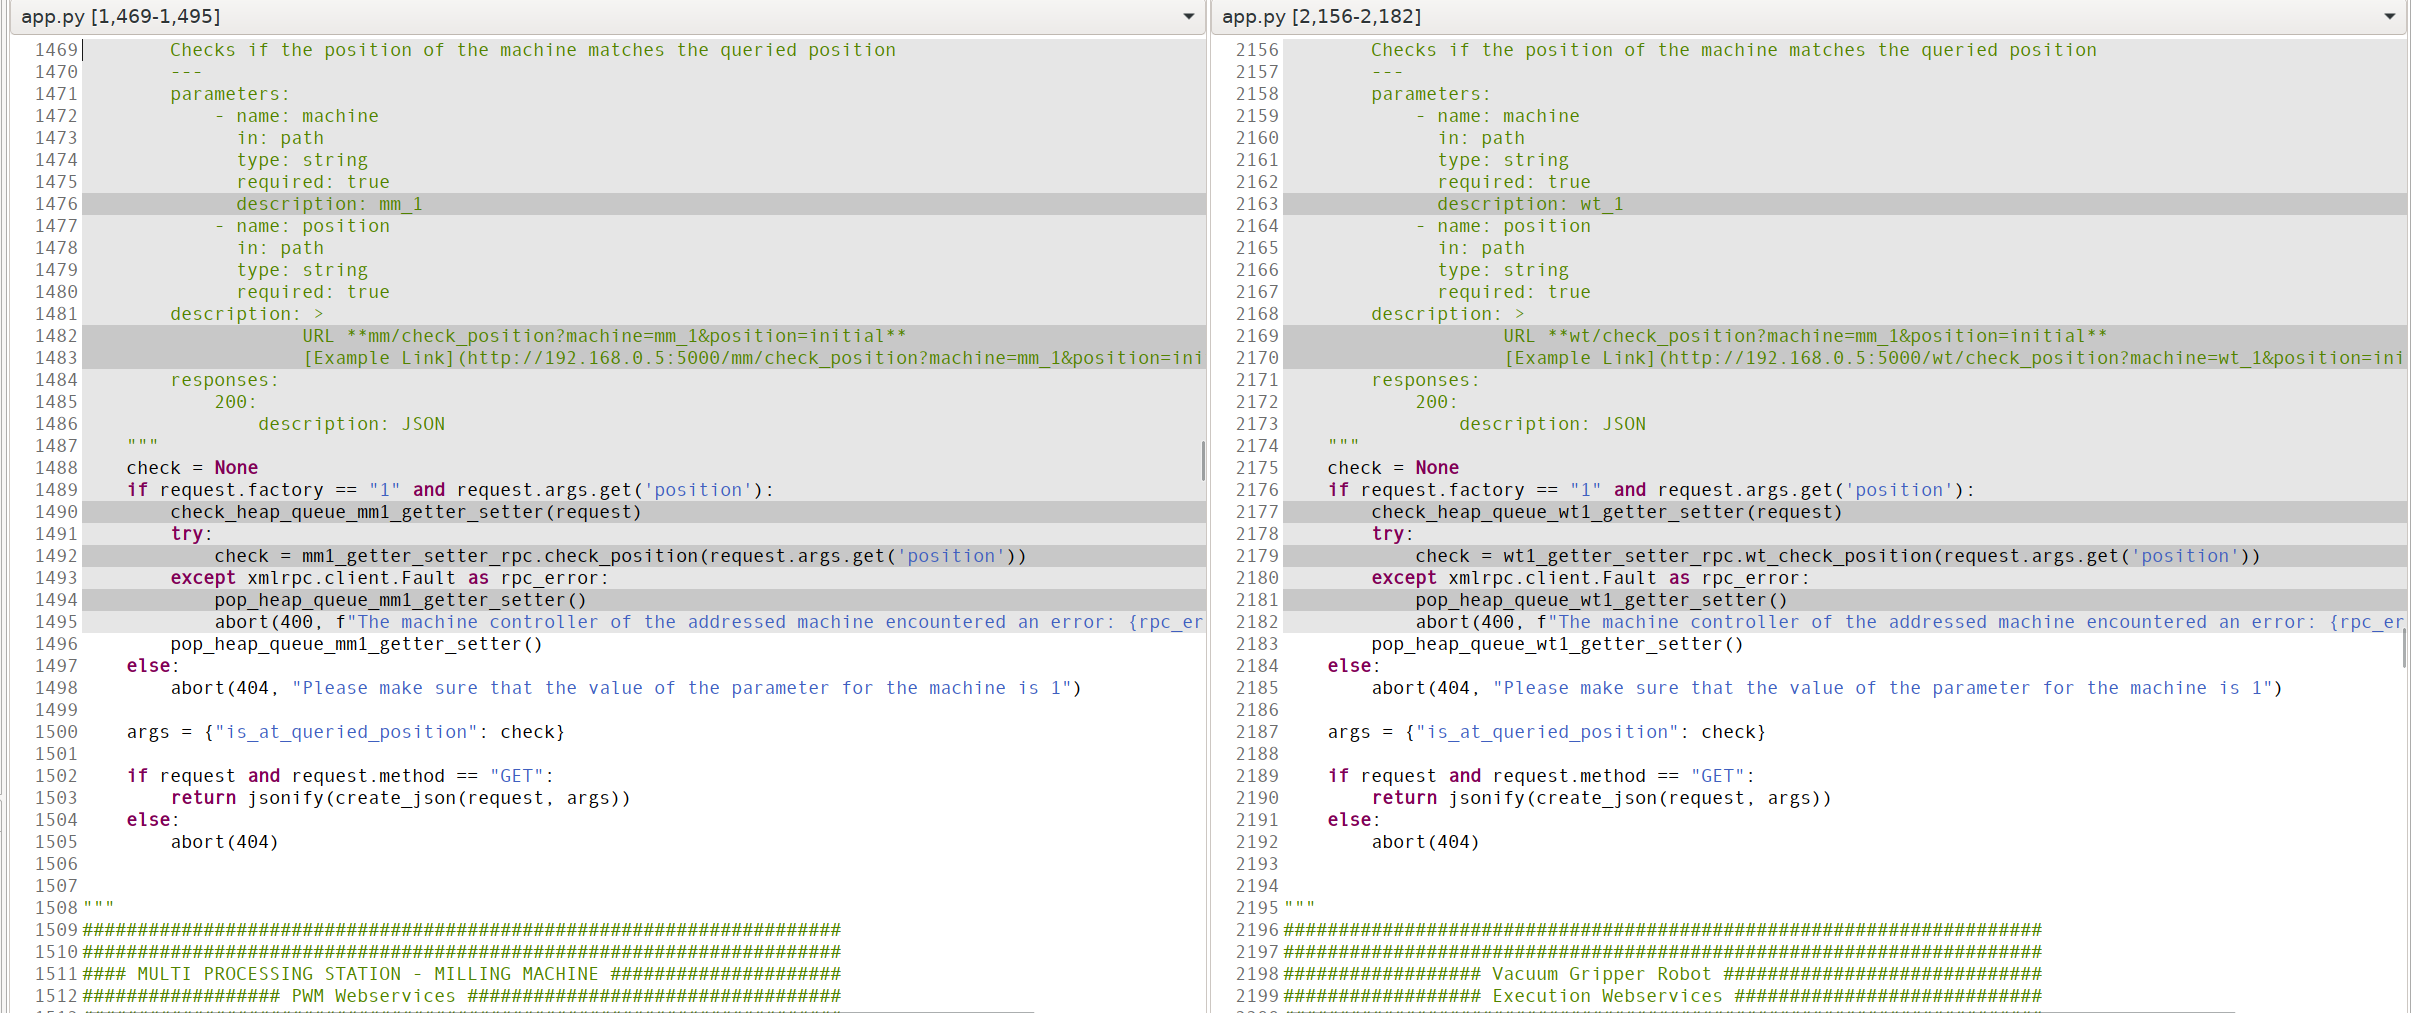 app.py [1,469-1,495]
1469        Checks if the position of the machine matches the queried position
1470        ---
1471        parameters:
1472            - name: machine
1473              in: path
1474              type: string
1475              required: true
1476              description: mm_1
1477            - name: position
1478              in: path
1479              type: string
1480              required: true
1481        description: >
1482                    URL **mm/check_position?machine=mm_1&position=initial**
1483                    [Example Link](http://192.168.0.5:5000/mm/check_position?machine=mm_1&position=ini
1484        responses:
1485            200:
1486                description: JSON
1487    """
1488    check = None
1489    if request.factory == "1" and request.args.get('position'):
1490        check_heap_queue_mm1_getter_setter(request)
1491        try:
1492            check = mm1_getter_setter_rpc.check_position(request.args.get('position'))
1493        except xmlrpc.client.Fault as rpc_error:
1494            pop_heap_queue_mm1_getter_setter()
1495            abort(400, f"The machine controller of the addressed machine encountered an error: {rpc_er
1496        pop_heap_queue_mm1_getter_setter()
1497    else:
1498        abort(404, "Please make sure that the value of the parameter for the machine is 1")
1499
1500    args = {"is_at_queried_position": check}
1501
1502    if request and request.method == "GET":
1503        return jsonify(create_json(request, args))
1504    else:
1505        abort(404)
1506
1507
1508 """
1509 #####################################################################
1510 #####################################################################
1511 #### MULTI PROCESSING STATION - MILLING MACHINE #####################
1512 ################## PWM Webservices ##################################
app.py [2,156-2,182]
2156        Checks if the position of the machine matches the queried position
2157        ---
2158        parameters:
2159            - name: machine
2160              in: path
2161              type: string
2162              required: true
2163              description: wt_1
2164            - name: position
2165              in: path
2166              type: string
2167              required: true
2168        description: >
2169                    URL **wt/check_position?machine=mm_1&position=initial**
2170                    [Example Link](http://192.168.0.5:5000/wt/check_position?machine=wt_1&position=ini
2171        responses:
2172            200:
2173                description: JSON
2174    """
2175    check = None
2176    if request.factory == "1" and request.args.get('position'):
2177        check_heap_queue_wt1_getter_setter(request)
2178        try:
2179            check = wt1_getter_setter_rpc.wt_check_position(request.args.get('position'))
2180        except xmlrpc.client.Fault as rpc_error:
2181            pop_heap_queue_wt1_getter_setter()
2182            abort(400, f"The machine controller of the addressed machine encountered an error: {rpc_er
2183        pop_heap_queue_wt1_getter_setter()
2184    else:
2185        abort(404, "Please make sure that the value of the parameter for the machine is 1")
2186
2187    args = {"is_at_queried_position": check}
2188
2189    if request and request.method == "GET":
2190        return jsonify(create_json(request, args))
2191    else:
2192        abort(404)
2193
2194
2195 """
2196 #####################################################################
2197 #####################################################################
2198 ################## Vacuum Gripper Robot #############################
2199 ################## Execution Webservices ############################